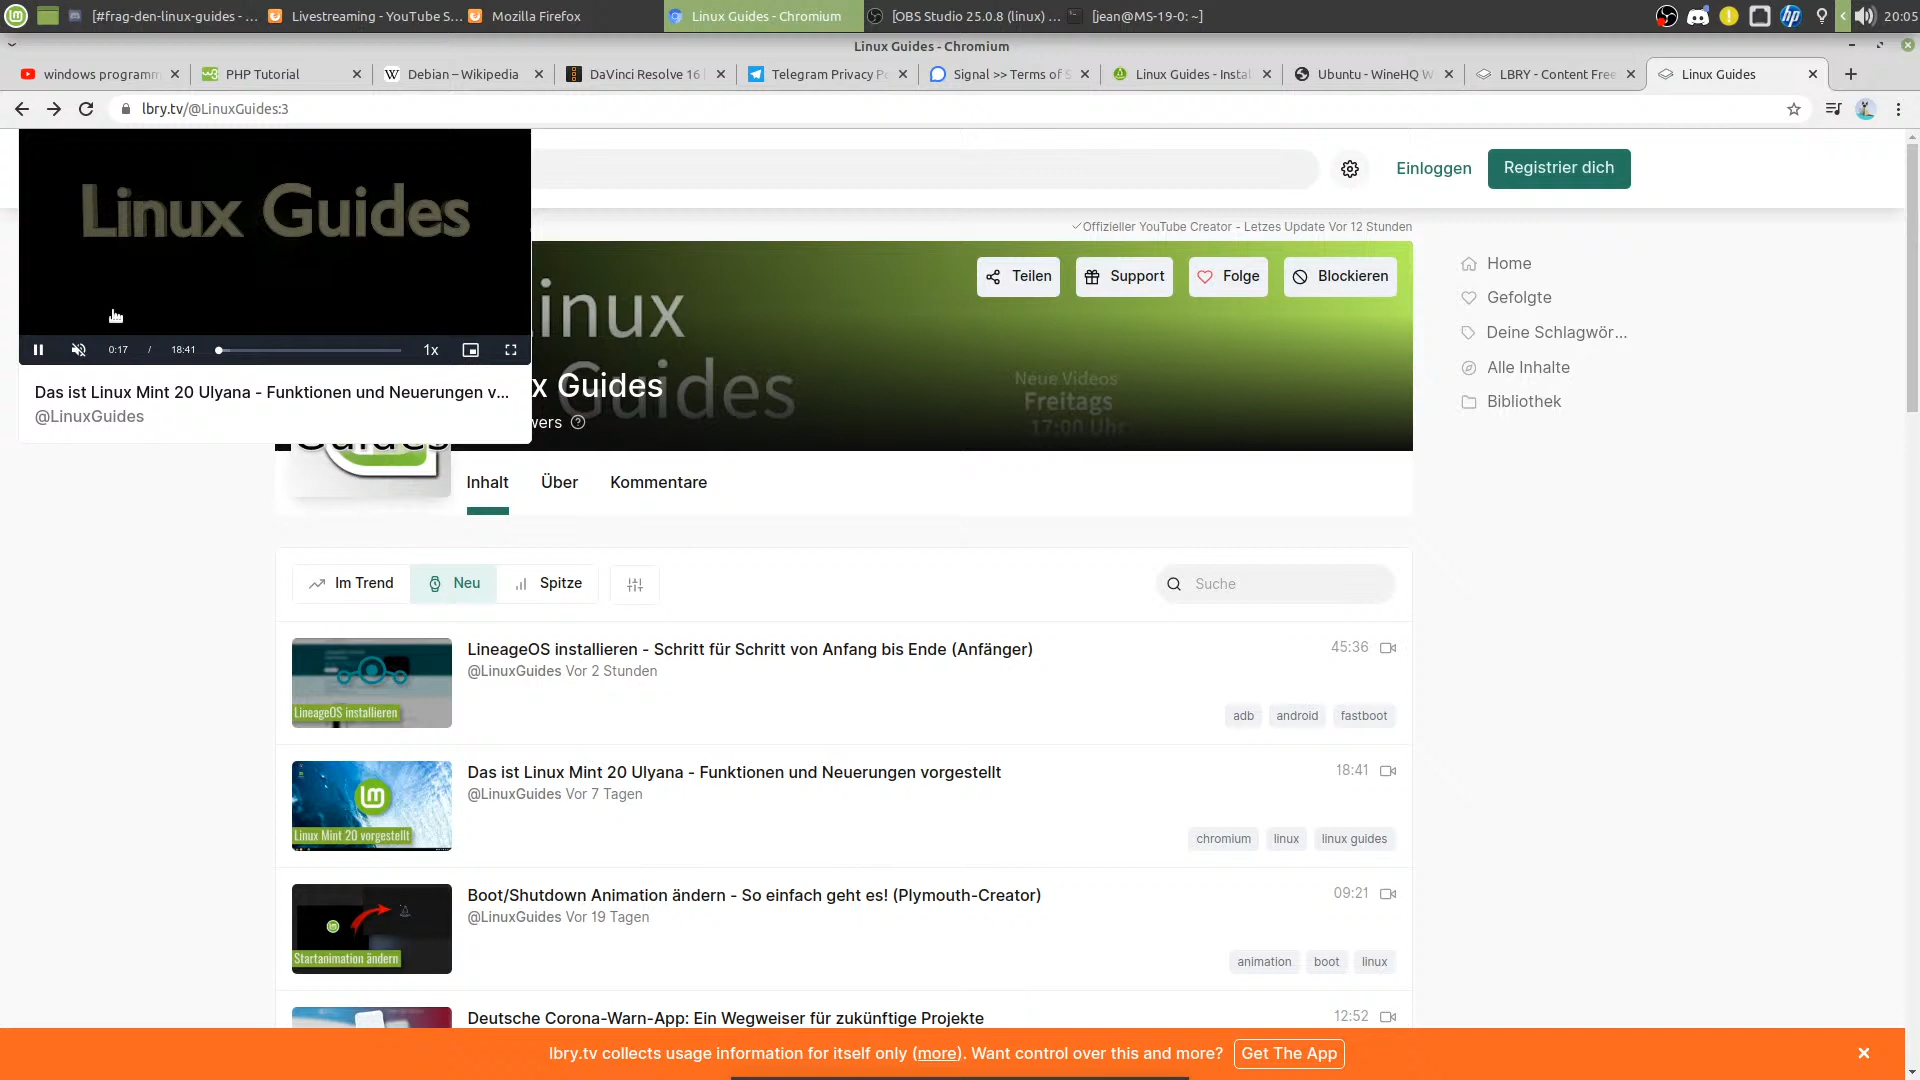 [#frag-den-linux-guides - ...
Livestreaming - YouTube S...
Mozilla Firefox
Linux Guides - Chromium
[OBS Studio 25.0.8 (linux) ...
[jean@MS-19-0: ~]
20:05
Linux Guides - Chromium
windows programm
PHP Tutorial
Debian – Wikipedia
DaVinci Resolve 16
Telegram Privacy Po
Signal >> Terms of S
Linux Guides - Instal
Ubuntu - WineHQ W
LBRY - Content Free
Linux Guides
lbry.tv/@LinuxGuides:3
Einloggen
Registrier dich
Offizieller YouTube Creator - Letzes Update Vor 12 Stunden
Linux Guides
0:17 / 18:41
1x
Das ist Linux Mint 20 Ulyana - Funktionen und Neuerungen v...
@LinuxGuides
Teilen
Support
Folge
Blockieren
inux
Guides
x Guides
wers
Neue Videos
Freitags
17:00 Uhr
Home
Gefolgte
Deine Schlagwör...
Alle Inhalte
Bibliothek
Guides
Inhalt
Über
Kommentare
Im Trend
Neu
Spitze
Suche
LineageOS installieren
LineageOS installieren - Schritt für Schritt von Anfang bis Ende (Anfänger)
@LinuxGuides Vor 2 Stunden
45:36
adb
android
fastboot
Linux Mint 20 vorgestellt
Das ist Linux Mint 20 Ulyana - Funktionen und Neuerungen vorgestellt
@LinuxGuides Vor 7 Tagen
18:41
chromium
linux
linux guides
Startanimation ändern
Boot/Shutdown Animation ändern - So einfach geht es! (Plymouth-Creator)
@LinuxGuides Vor 19 Tagen
09:21
animation
boot
linux
Deutsche Corona-Warn-App: Ein Wegweiser für zukünftige Projekte
12:52
lbry.tv collects usage information for itself only (more). Want control over this and more?
Get The App